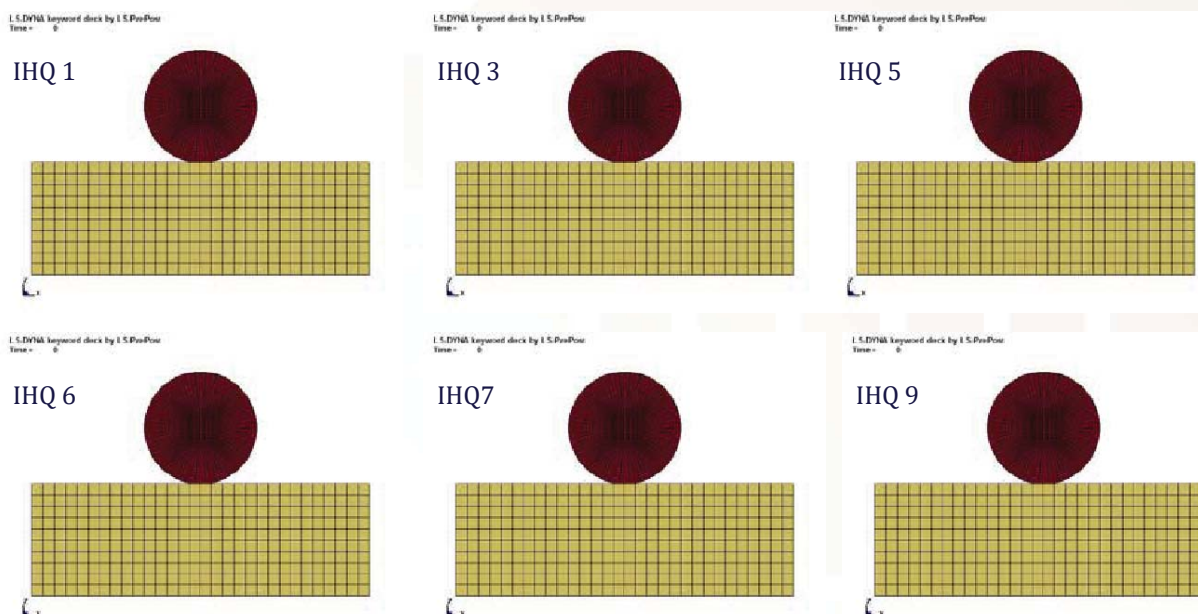 LS-DYNA keyword deck by LS-PrePost
Time = 0
IHQ 1
x
LS-DYNA keyword deck by LS-PrePost
Time = 0
IHQ 3
x
LS-DYNA keyword deck by LS-PrePost
Time = 0
IHQ 5
x
LS-DYNA keyword deck by LS-PrePost
Time = 0
IHQ 6
x
LS-DYNA keyword deck by LS-PrePost
Time = 0
IHQ7
x
LS-DYNA keyword deck by LS-PrePost
Time = 0
IHQ 9
x